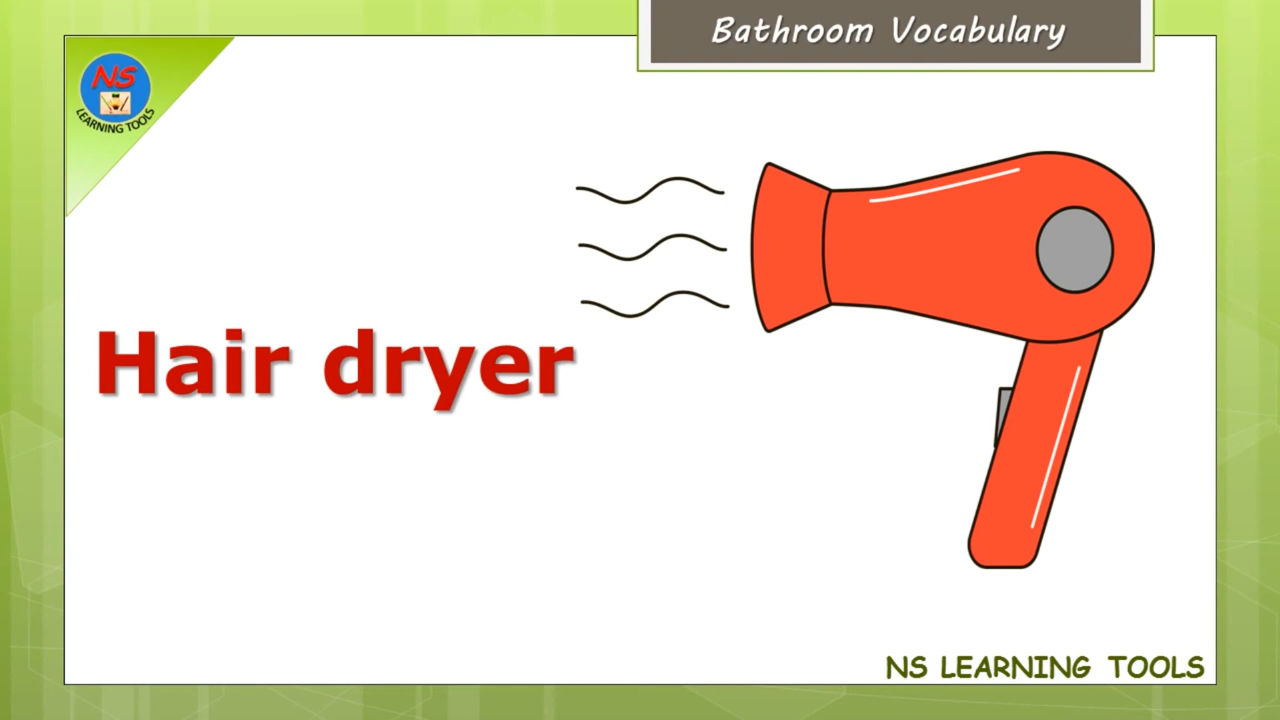 Bathroom Vocabulary
NS
LEARNING TOOLS
Hair dryer
NS LEARNING TOOLS